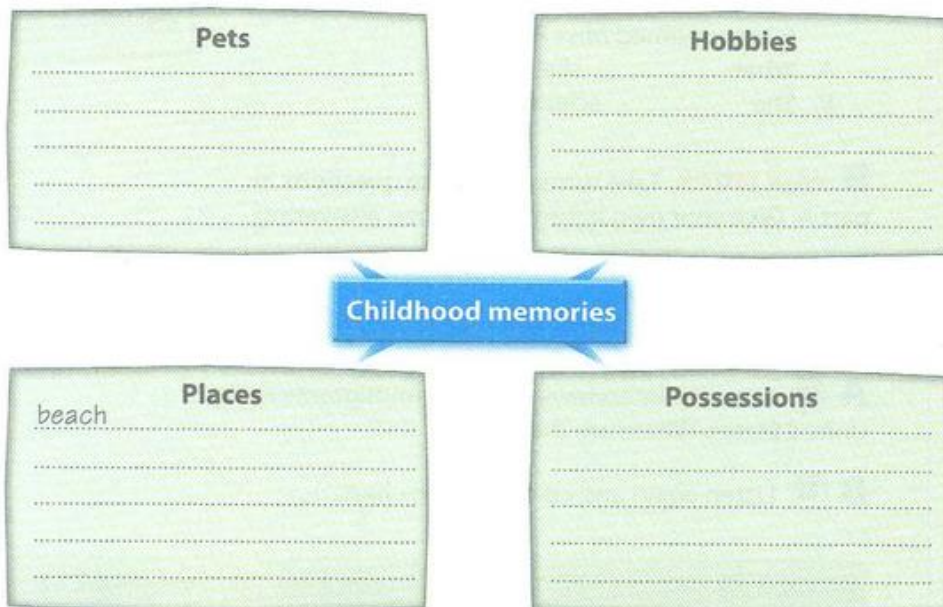 Pets
Hobbies
Childhood memories
Places
beach
Possessions